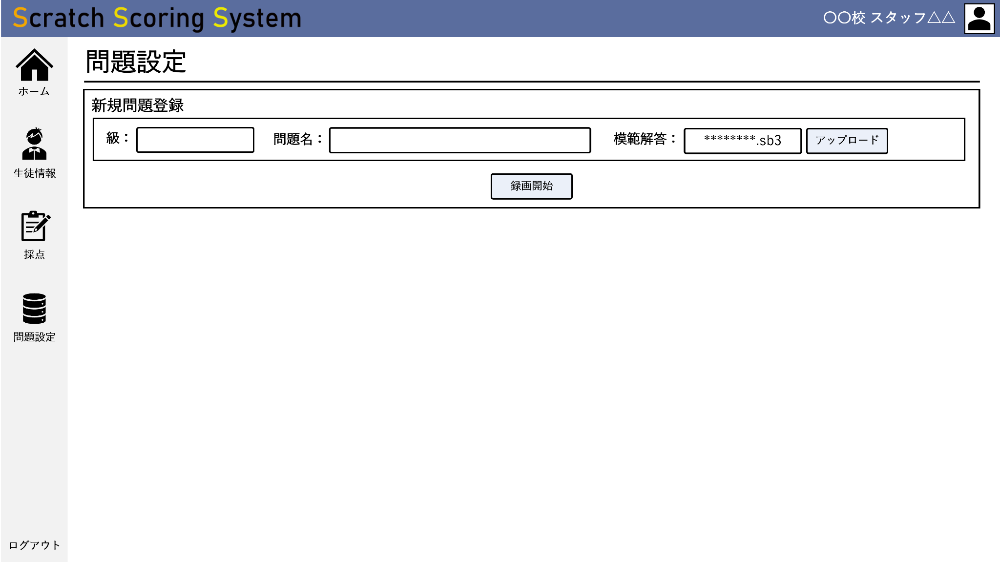 Scratch Scoring System
〇〇校 スタッフ△△
ホーム
生徒情報
採点
問題設定
ログアウト
問題設定
新規問題登録
級：
問題名：
模範解答： ********.sb3 アップロード
録画開始